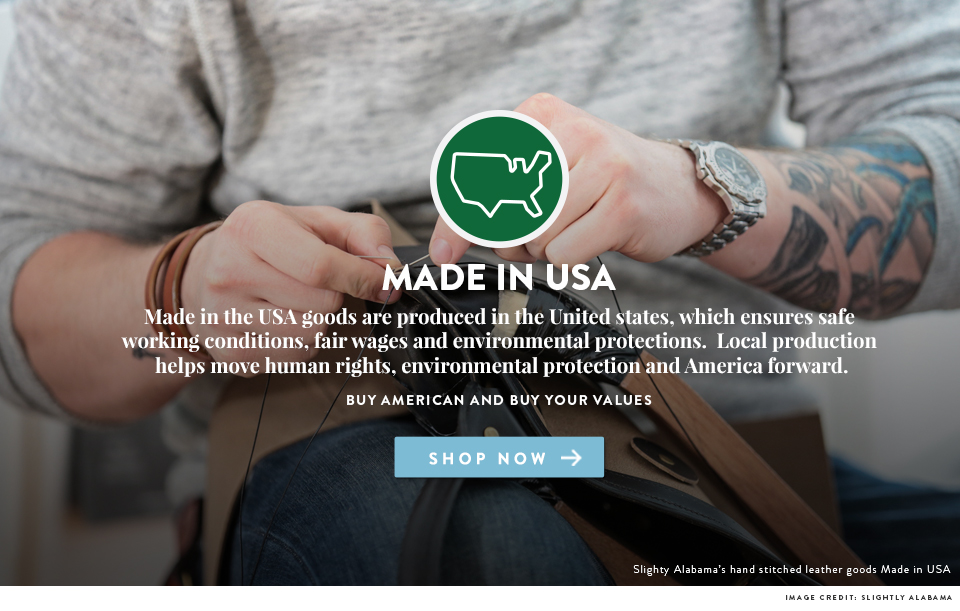 MADE IN USA
Made in the USA goods are produced in the United states, which ensures safe
working conditions, fair wages and environmental protections.  Local production
helps move human rights, environmental protection and America forward.
BUY AMERICAN AND BUY YOUR VALUES
SHOP NOW
Slighty Alabama's hand stitched leather goods Made in USA
IMAGE CREDIT: SLIGHTLY ALABAMA